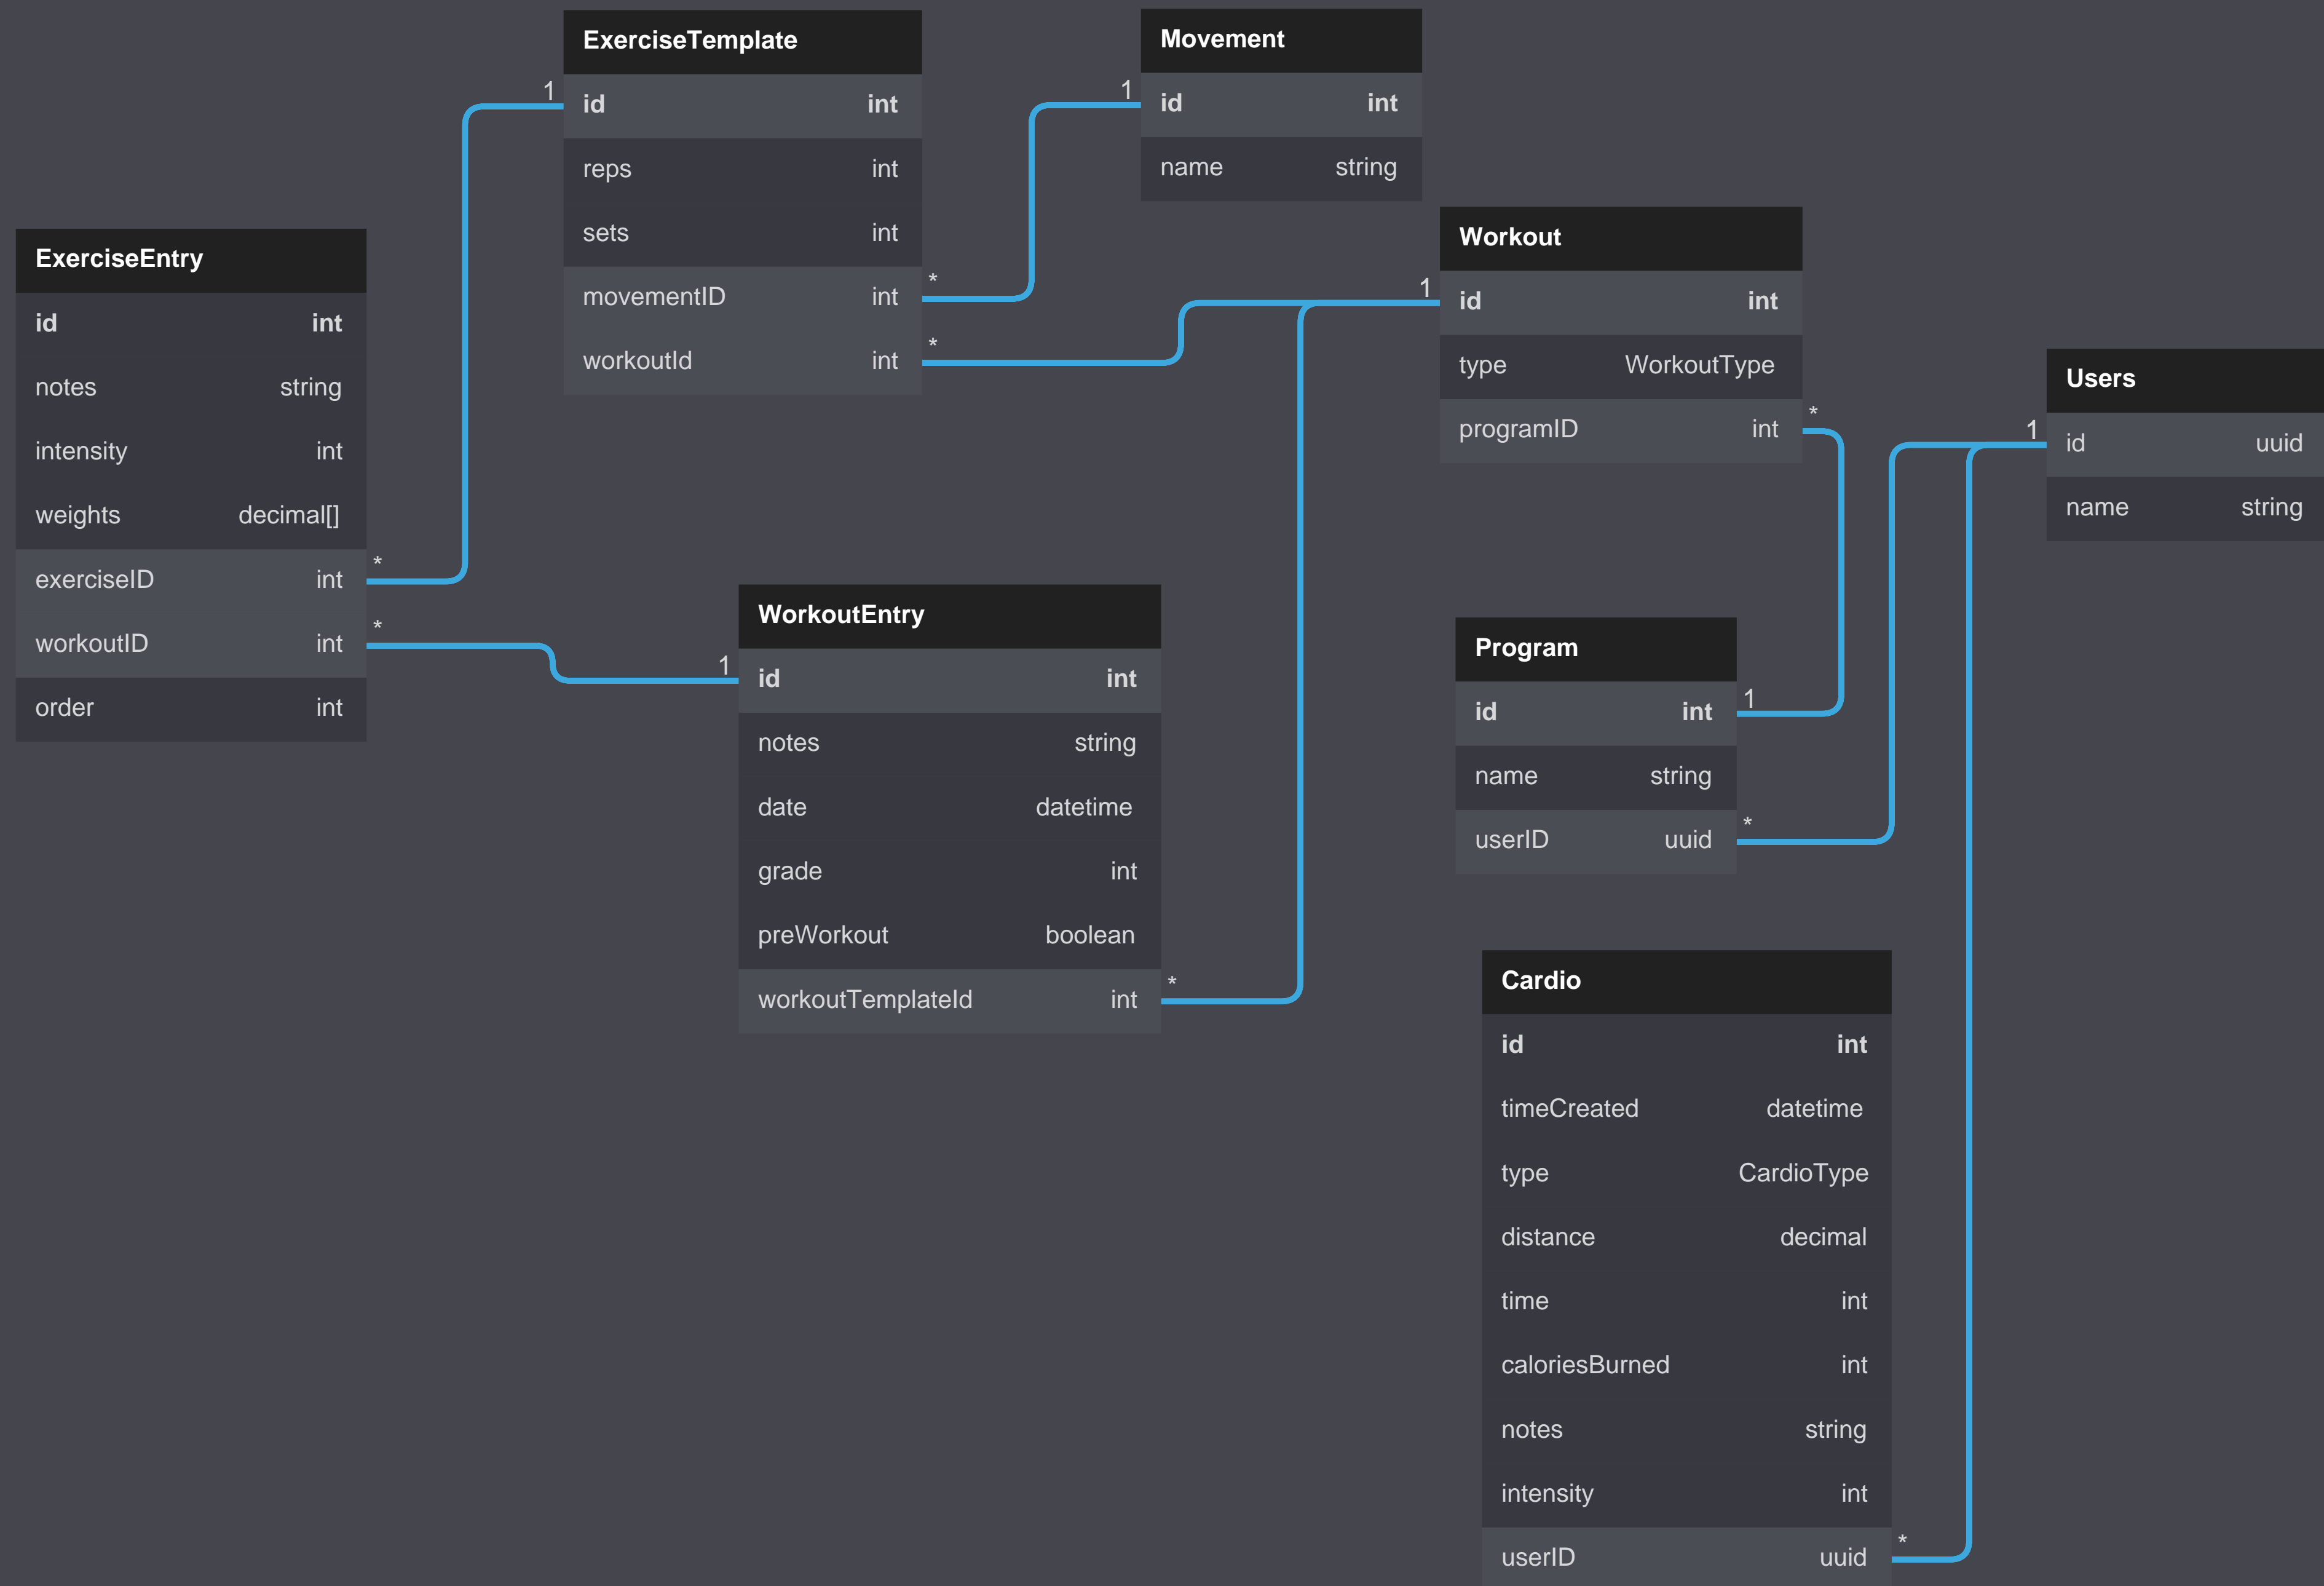 ExerciseTemplate
1
id int
reps int
sets int
movementID int *
workoutId int *
Movement
1
id int
name string
ExerciseEntry
id int
notes string
intensity int
weights decimal[]
exerciseID int *
workoutID int *
order int
Workout
1
id int
type WorkoutType
programID int *
Users
1
id uuid
name string
WorkoutEntry
1
id int
notes string
date datetime
grade int
preWorkout boolean
workoutTemplateId int *
Program
id int 1
name string
userID uuid *
Cardio
id int
timeCreated datetime
type CardioType
distance decimal
time int
caloriesBurned int
notes string
intensity int
userID uuid *